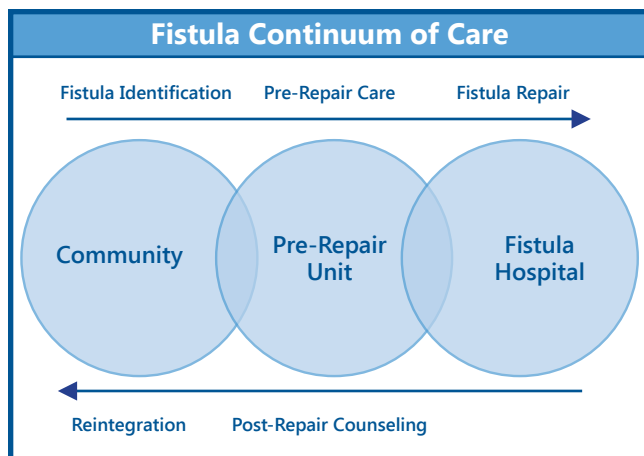 Fistula Continuum of Care
Fistula Identification
Pre-Repair Care
Fistula Repair
Community
Pre-Repair
Unit
Fistula
Hospital
Reintegration
Post-Repair Counseling